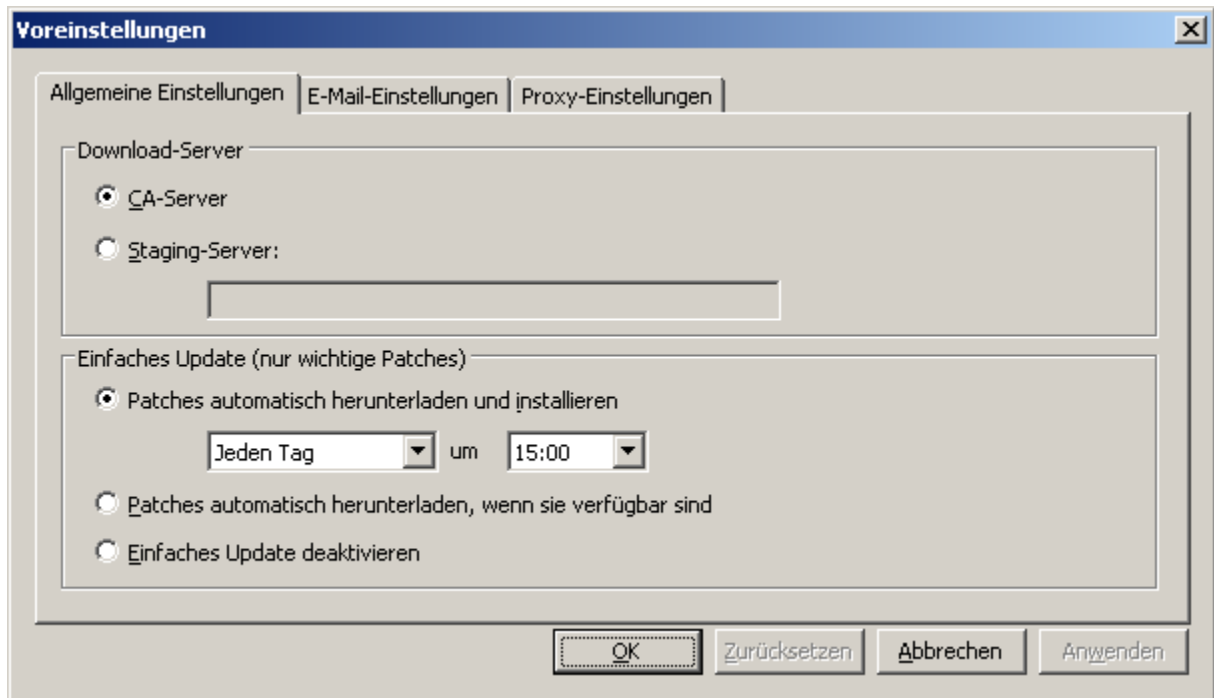 Voreinstellungen
Allgemeine Einstellungen E-Mail-Einstellungen Proxy-Einstellungen
Download-Server
CA-Server
Staging-Server:
Einfaches Update (nur wichtige Patches)
Patches automatisch herunterladen und installieren
Jeden Tag um 15:00
Patches automatisch herunterladen, wenn sie verfügbar sind
Einfaches Update deaktivieren
OK Zurücksetzen Abbrechen Anwenden